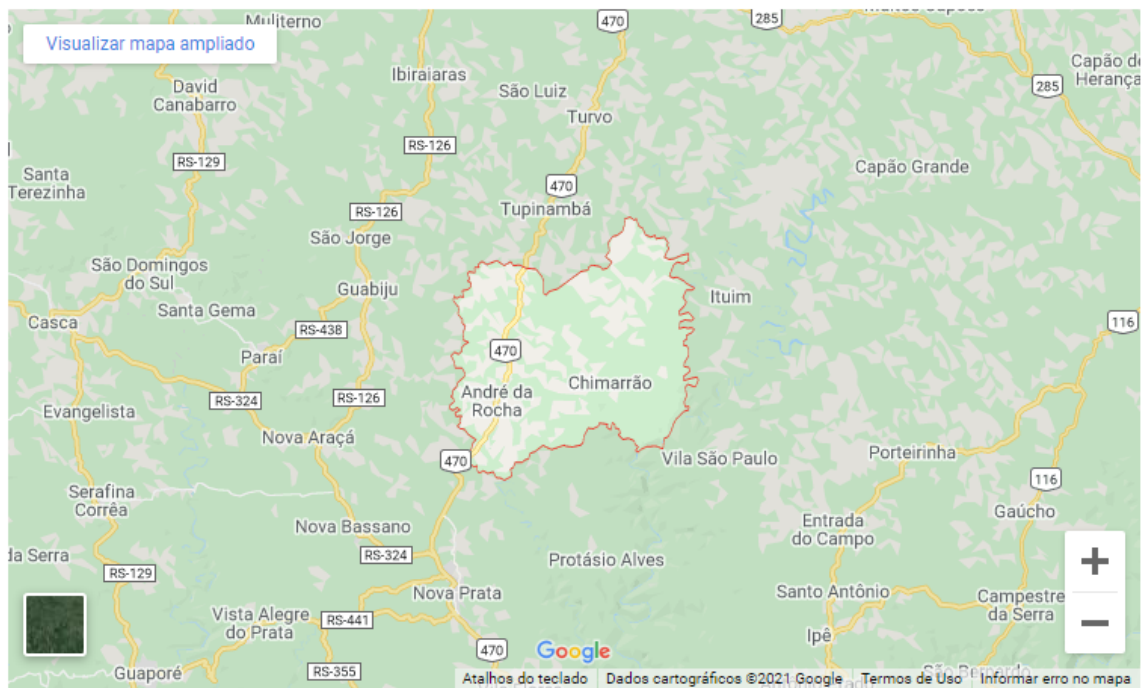 Muliterno
470
285
Visualizar mapa ampliado
Ibiraiaras
Capão de
Herança
David
Canabarro
São Luiz
285
Turvo
RS-126
RS-129
Capão Grande
Santa
Terezinha
470
RS-126
Tupinambá
São Jorge
São Domingos
do Sul
Guabiju
Ituim
Santa Gema
Casca
RS-438
116
Paraí
470
Chimarrão
André da
Rocha
RS-324
RS-126
Evangelista
Nova Araçá
470
Vila São Paulo
Porteirinha
116
Serafina
Corrêa
Gaúcho
Nova Bassano
Entrada
do Campo
da Serra
RS-324
Protásio Alves
RS-129
Nova Prata
Santo Antônio
Campestre
da Serra
Vista Alegre
do Prata
RS-441
Ipê
470
Google
Guaporé
RS-355
São Bernardo
Atalhos do teclado
Dados cartográficos ©2021 Google
Termos de Uso
Informar erro no mapa